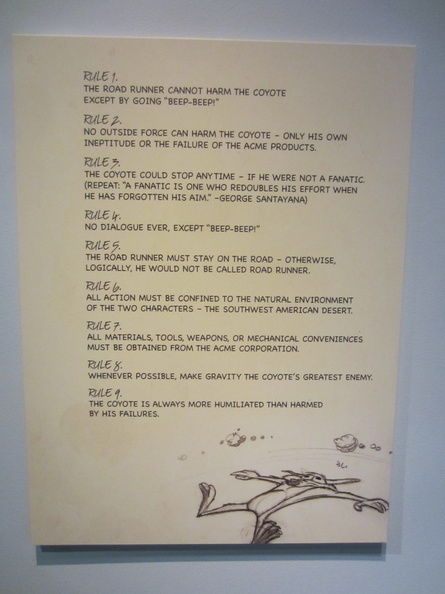 RULE 1.
THE ROAD RUNNER CANNOT HARM THE COYOTE
EXCEPT BY GOING "BEEP-BEEP!"
RULE 2.
NO OUTSIDE FORCE CAN HARM THE COYOTE – ONLY HIS OWN
INEPTITUDE OR THE FAILURE OF THE ACME PRODUCTS.
RULE 3.
THE COYOTE COULD STOP ANYTIME – IF HE WERE NOT A FANATIC.
(REPEAT: "A FANATIC IS ONE WHO REDOUBLES HIS EFFORT WHEN
HE HAS FORGOTTEN HIS AIM." –GEORGE SANTAYANA)
RULE 4.
NO DIALOGUE EVER, EXCEPT "BEEP-BEEP!"
RULE 5.
THE ROAD RUNNER MUST STAY ON THE ROAD – OTHERWISE,
LOGICALLY, HE WOULD NOT BE CALLED ROAD RUNNER.
RULE 6.
ALL ACTION MUST BE CONFINED TO THE NATURAL ENVIRONMENT
OF THE TWO CHARACTERS – THE SOUTHWEST AMERICAN DESERT.
RULE 7.
ALL MATERIALS, TOOLS, WEAPONS, OR MECHANICAL CONVENIENCES
MUST BE OBTAINED FROM THE ACME CORPORATION.
RULE 8.
WHENEVER POSSIBLE, MAKE GRAVITY THE COYOTE'S GREATEST ENEMY.
RULE 9.
THE COYOTE IS ALWAYS MORE HUMILIATED THAN HARMED
BY HIS FAILURES.